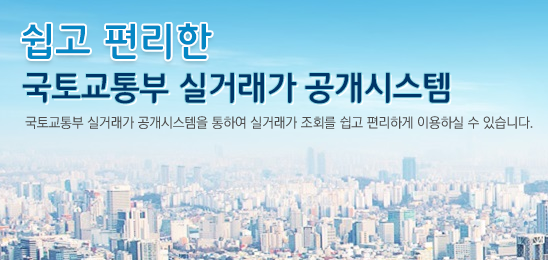 쉽고 편리한
국토교통부 실거래가 공개시스템
국토교통부 실거래가 공개시스템을 통하여 실거래가 조회를 쉽고 편리하게 이용하실 수 있습니다.